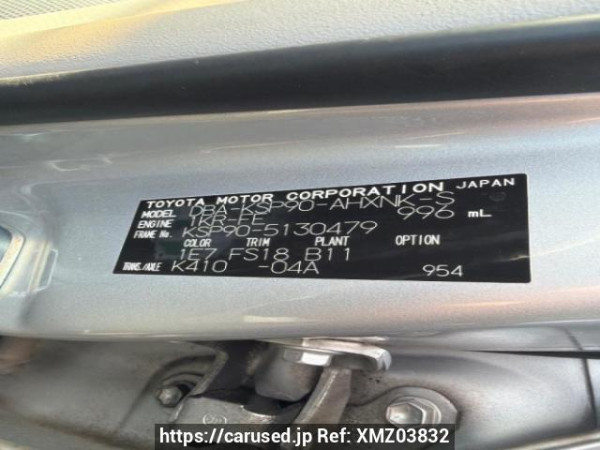 TOYOTA MOTOR CORPORATION JAPAN
MODEL DBA-KSP90-AHXNK-S
ENGINE 1KR-FE 996 mL
FRAME No. KSP90-5130479
COLOR TRIM PLANT OPTION
1E7 FS18 B11
TRANS./AXLE K410 -04A 954
https://carused.jp Ref: XMZ03832